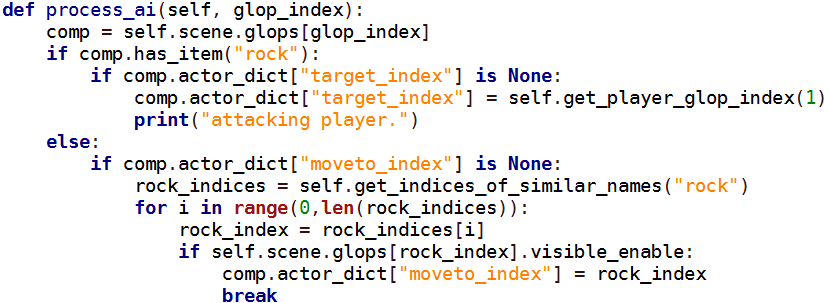 def process_ai(self, glop_index):
    comp = self.scene.glops[glop_index]
    if comp.has_item("rock"):
        if comp.actor_dict["target_index"] is None:
            comp.actor_dict["target_index"] = self.get_player_glop_index(1)
            print("attacking player.")
    else:
        if comp.actor_dict["moveto_index"] is None:
            rock_indices = self.get_indices_of_similar_names("rock")
            for i in range(0,len(rock_indices)):
                rock_index = rock_indices[i]
                if self.scene.glops[rock_index].visible_enable:
                    comp.actor_dict["moveto_index"] = rock_index
                    break